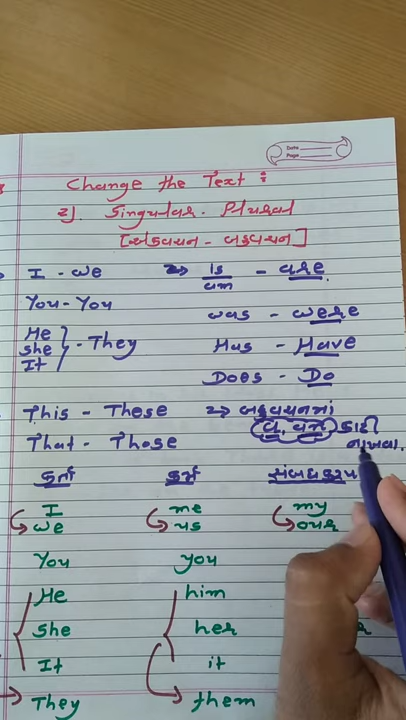 Date
Page
Change the Text :
2). Singular - Plural
[એકવચન - બહુવચન]
I - we
is / am - are.
You - You
was - were
He
She
It } - They
Has - Have
Does - Do
This - These
બહુવચનમાં
a, an કાઢી
That - Those
નાખવા.
કર્તા કર્મ સંબંધરૂપ
I me my
we us our
You you
He him
She her
It it
They them